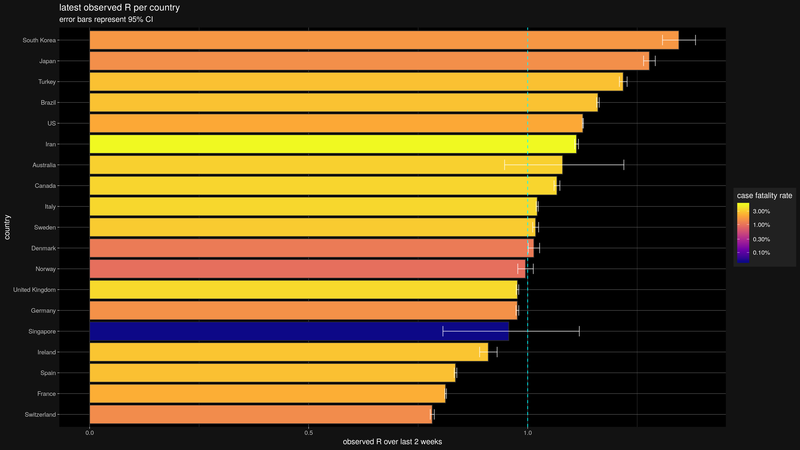 latest observed R per country
error bars represent 95% CI
South Korea
Japan
Turkey
Brazil
US
Iran
Australia
Canada
Italy
Sweden
Denmark
Norway
United Kingdom
Germany
Singapore
Ireland
Spain
France
Switzerland
country
0.0
0.5
1.0
observed R over last 2 weeks
case fatality rate
3.00%
1.00%
0.30%
0.10%